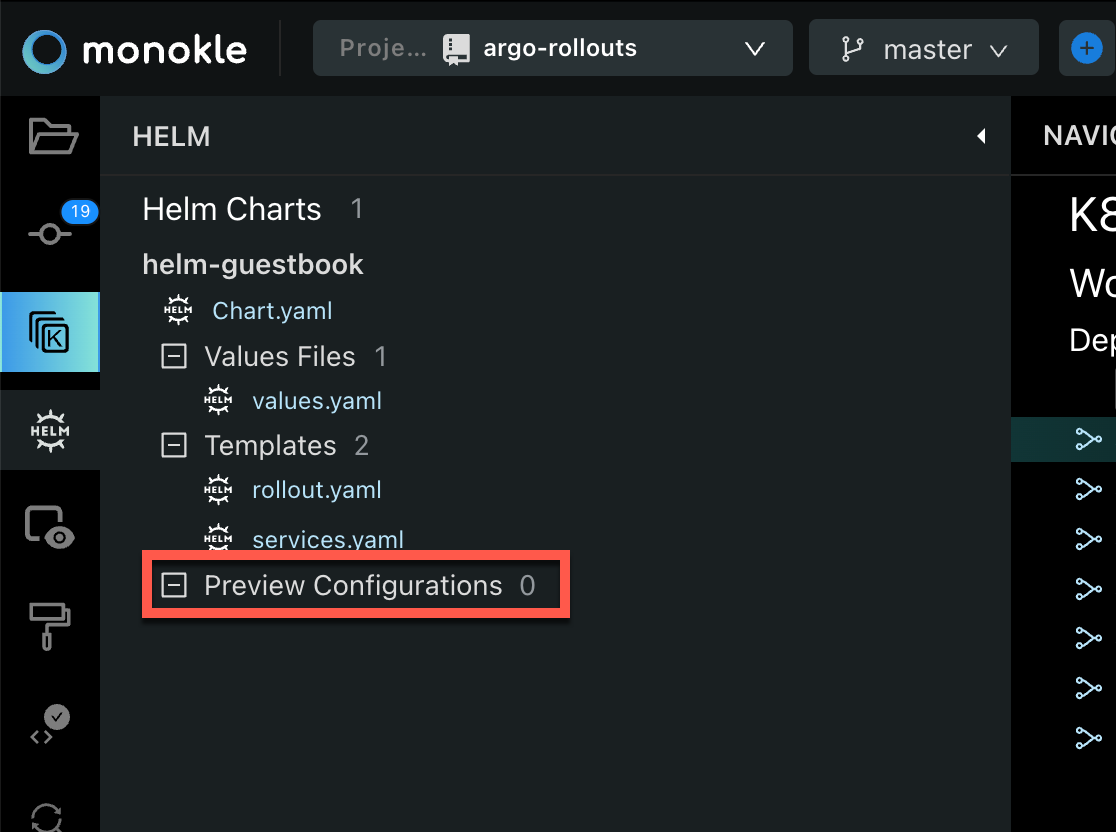 monokle Proje... argo-rollouts master
HELM
NAVIG
19
Helm Charts 1
K8
helm-guestbook
Wo
HELM Chart.yaml
Dep
K
Values Files 1
HELM values.yaml
HELM
Templates 2
HELM rollout.yaml
HELM services.yaml
Preview Configurations 0